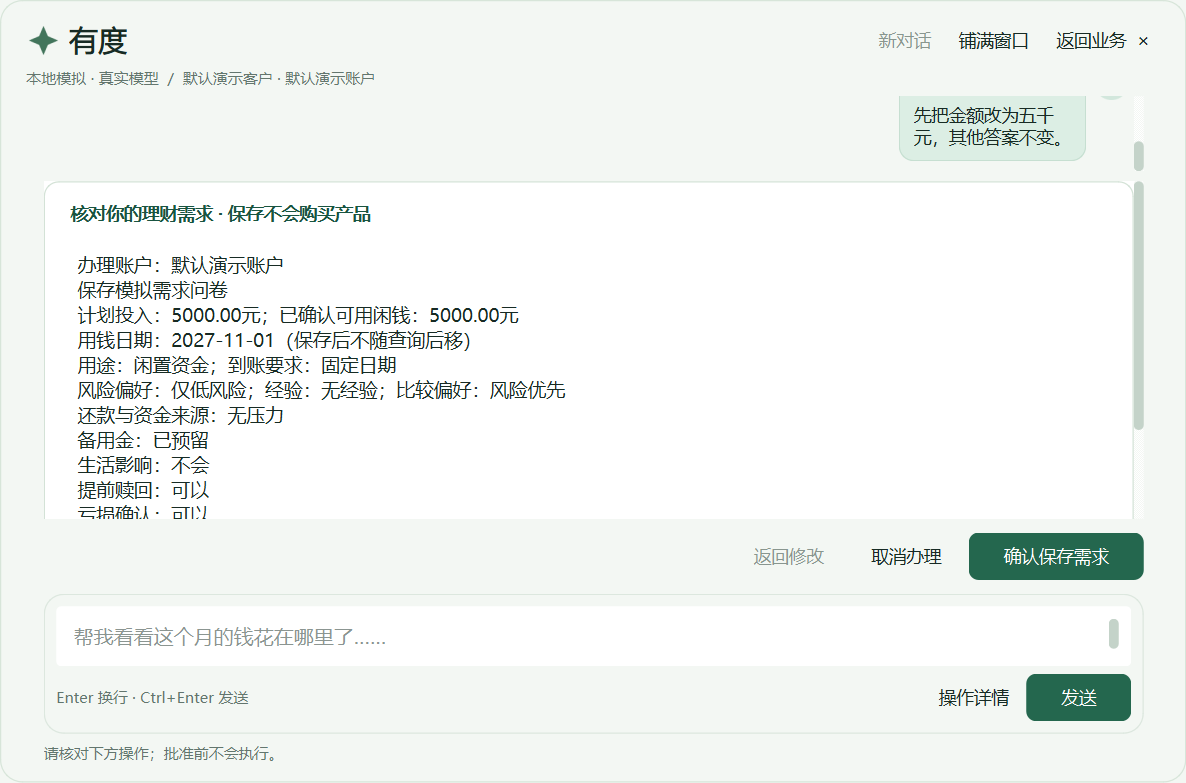 有度
新对话 铺满窗口 返回业务 ×
本地模拟 · 真实模型 / 默认演示客户 · 默认演示账户
先把金额改为五千
元，其他答案不变。
核对你的理财需求 · 保存不会购买产品
办理账户：默认演示账户
保存模拟需求问卷
计划投入：5000.00元；已确认可用闲钱：5000.00元
用钱日期：2027-11-01（保存后不随查询后移）
用途：闲置资金；到账要求：固定日期
风险偏好：仅低风险；经验：无经验；比较偏好：风险优先
还款与资金来源：无压力
备用金：已预留
生活影响：不会
提前赎回：可以
亏损确认：可以
返回修改 取消办理 确认保存需求
帮我看看这个月的钱花在哪里了……
Enter 换行 · Ctrl+Enter 发送 操作详情 发送
请核对下方操作；批准前不会执行。